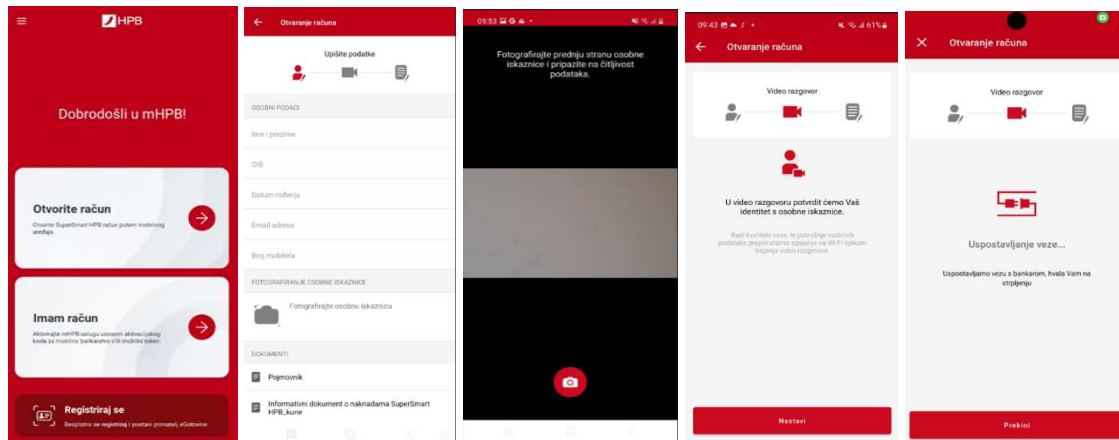 HPB
Dobrodošli u mHPB!
Otvorite račun
Otvorite SuperSmart HPB račun putem mobilnog
uređaja.
Imam račun
Aktivirajte mHPB uslugu unosom aktivacijskog
koda za mobilno bankarstvo i/ili mobilni token.
Registriraj se
Besplatno se registriraj i postani primatelj eGotovine
Otvaranje računa
Upišite podatke
OSOBNI PODACI
Ime i prezime
OIB
Datum rođenja
Email adresa
Broj mobitela
FOTOGRAFIRANJE OSOBNE ISKAZNICE
Fotografirajte osobnu iskaznicu
DOKUMENTI
Pojmovnik
Informativni dokument o naknadama SuperSmart
HPB_kune
09:53
Fotografirajte prednju stranu osobne
iskaznice i pripazite na čitljivost
podataka.
09:43
61%
Otvaranje računa
Video razgovor
U video razgovoru potvrdit ćemo Vaš
identitet s osobne iskaznice.
Radi kvalitete veze, te potrošnje mobilnih
podataka preporučamo spajanje na Wi-Fi tijekom
trajanja video razgovora.
Nastavi
Otvaranje računa
Video razgovor
Uspostavljanje veze...
Uspostavljamo vezu s bankarom, hvala Vam na
strpljenju
Prekini